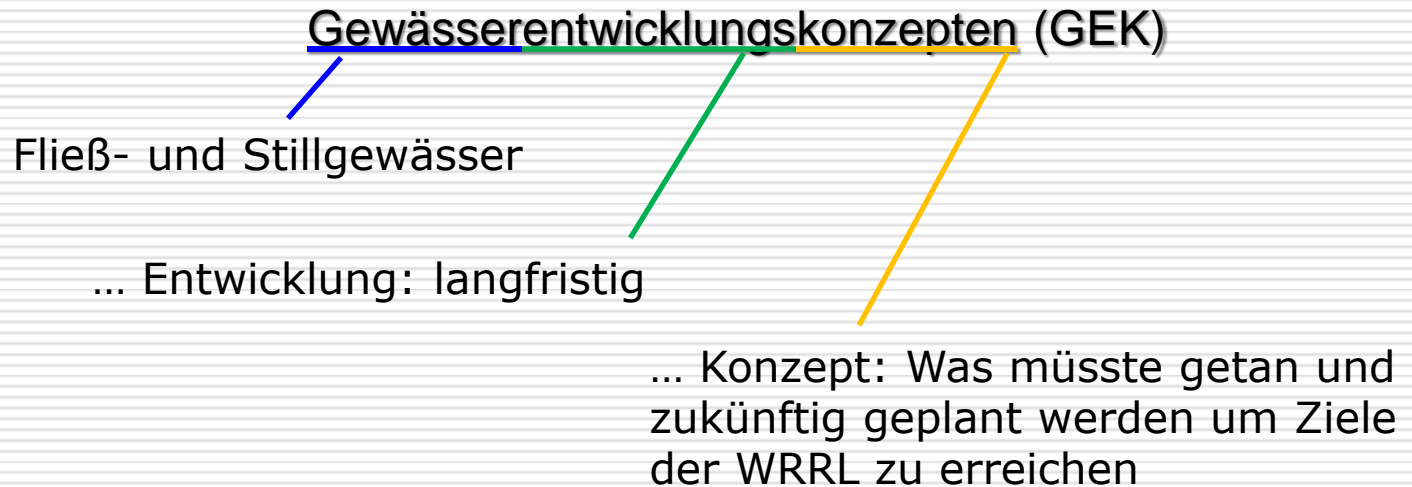 Gewässerentwicklungskonzepten (GEK)
Fließ- und Stillgewässer
… Entwicklung: langfristig
… Konzept: Was müsste getan und
zukünftig geplant werden um Ziele
der WRRL zu erreichen